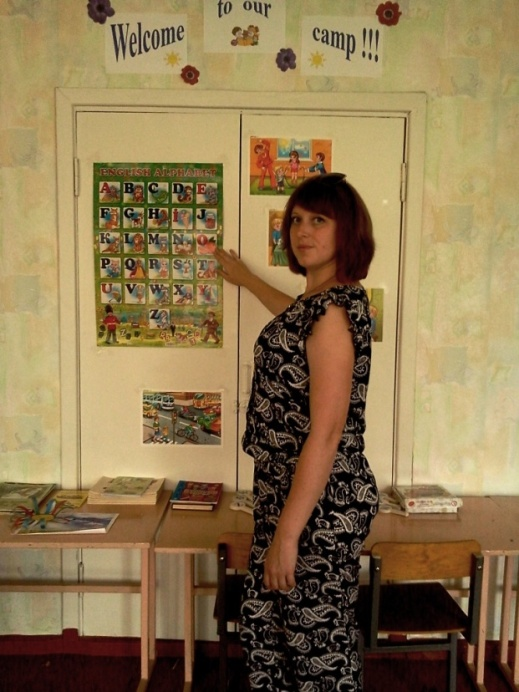 Welcome
to our
camp !!!
ENGLISH ALPHABET
A B C D E
F G H I J
K L M N O
P Q R S T
U V W X Y
Z